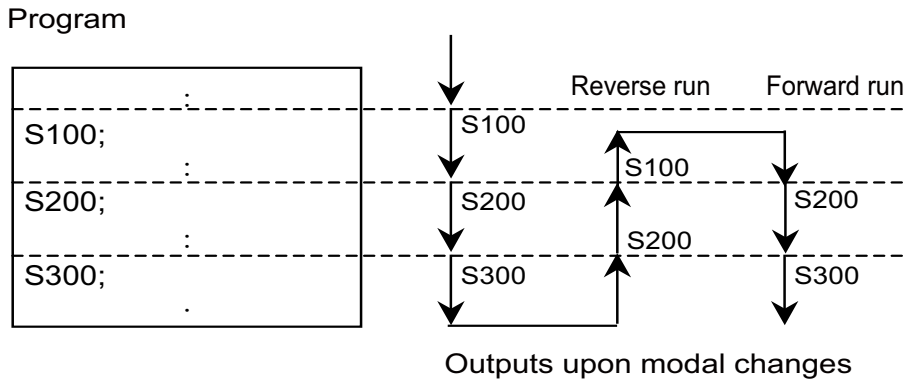 Program
Reverse run Forward run
:
S100;
:
S200;
:
S300;
.
S100
S200
S300
S100
S200
S200
S300
Outputs upon modal changes